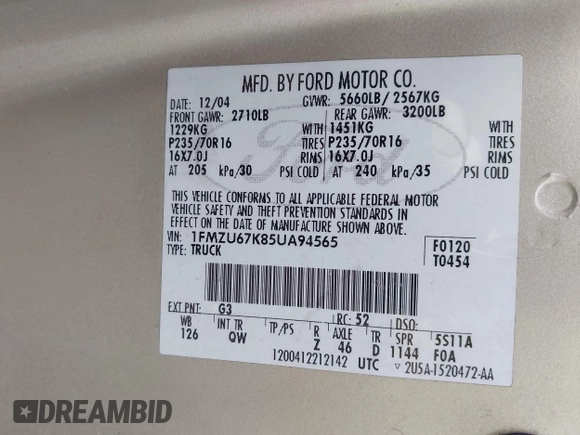 MFD. BY FORD MOTOR CO.
DATE: 12/04 GVWR: 5660LB/ 2567KG
FRONT GAWR: 2710LB REAR GAWR: 3200LB
1229KG WITH 1451KG WITH
P235/70R16 TIRES P235/70R16 TIRES
16X7.0J RIMS 16X7.0J RIMS
AT 205 kPa/30 PSI COLD AT 240 kPa/35 PSI COLD
THIS VEHICLE CONFORMS TO ALL APPLICABLE FEDERAL MOTOR
VEHICLE SAFETY AND THEFT PREVENTION STANDARDS IN
EFFECT ON THE DATE OF MANUFACTURE SHOWN ABOVE.
VIN: 1FMZU67K85UA94565 F0120
TYPE: TRUCK T0454
Ford
EXT PNT: G3 RC: 52 DSO:
WB INT TR TP/PS R AXLE TR SPR 5S11A
126 QW Z 46 D 1144 F0A
1200412212142 UTC ▽ 2U5A-1520472-AA
DREAMBID